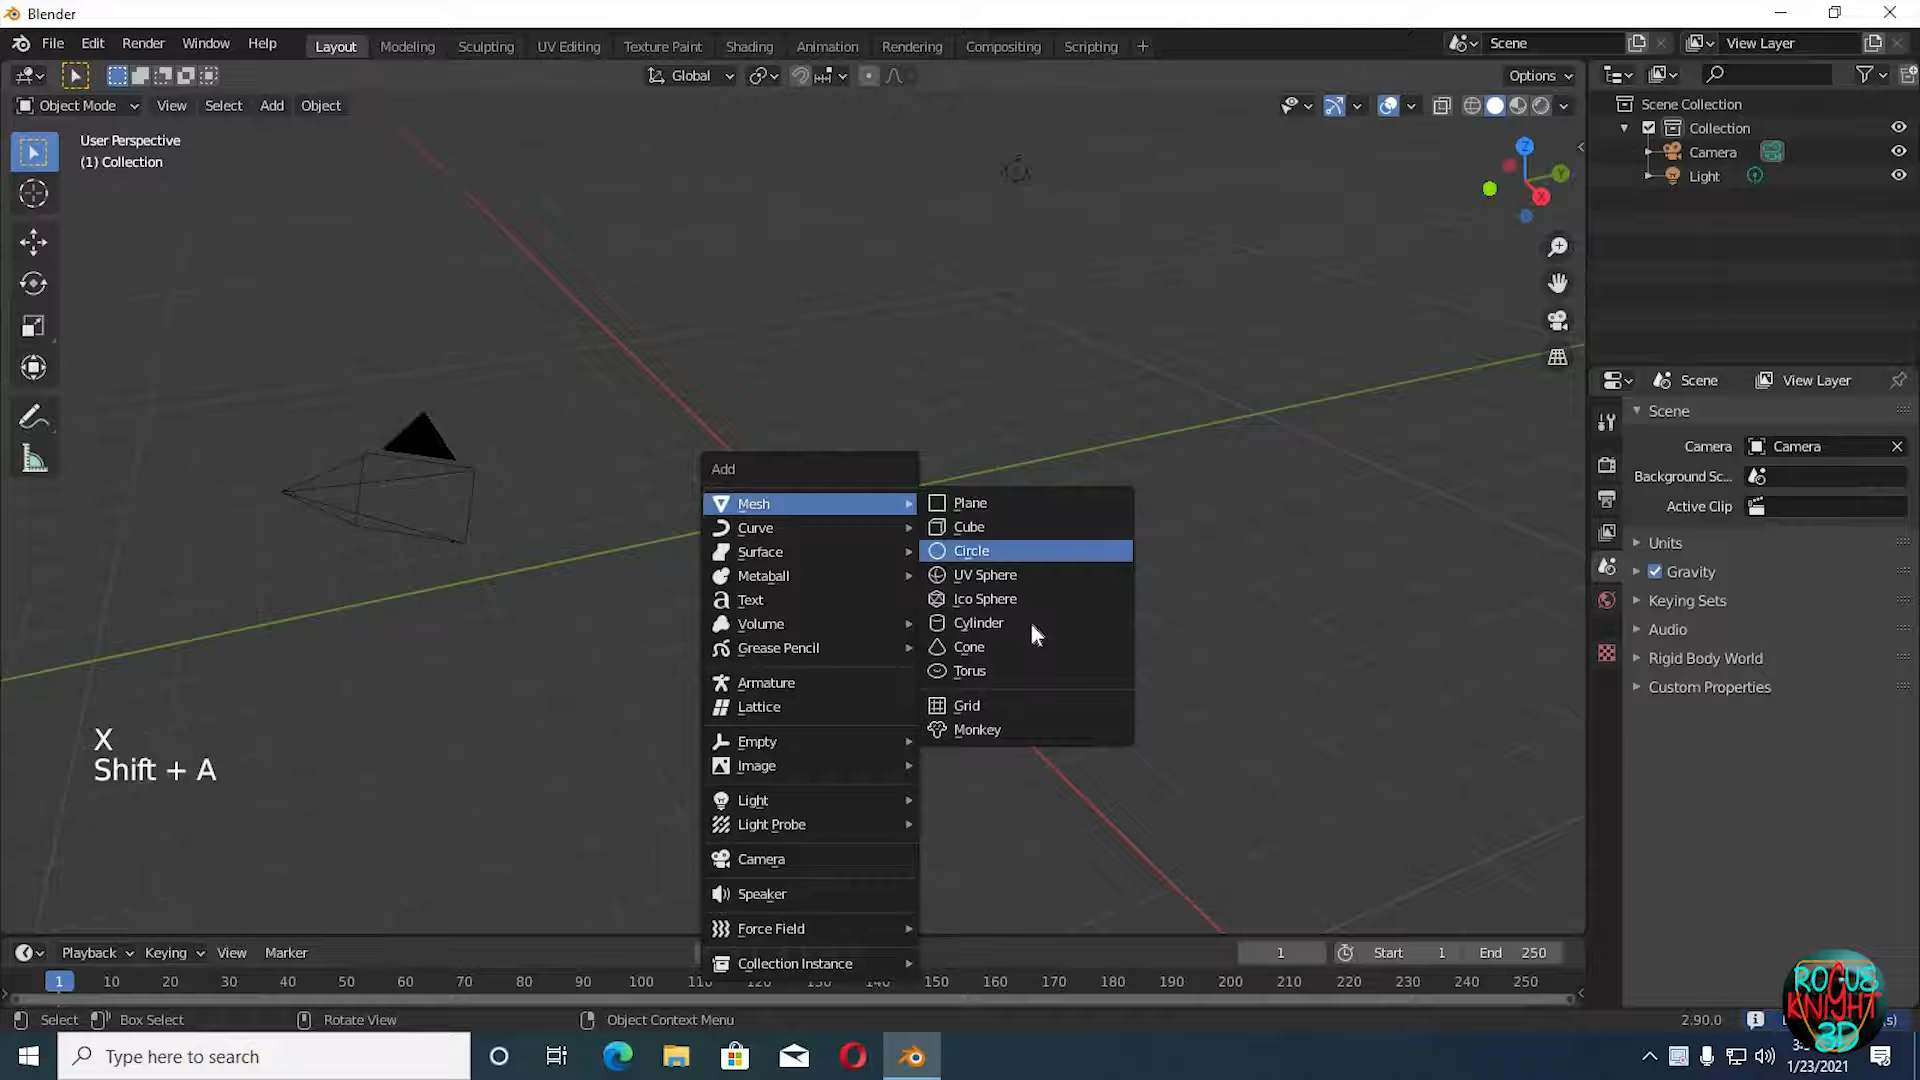 Blender
File Edit Render Window Help Layout Modeling Sculpting UV Editing Texture Paint Shading Animation Rendering Compositing Scripting + Scene View Layer
Global Options
Object Mode View Select Add Object
User Perspective
(1) Collection
Z
Y
X
Scene Collection
Collection
Camera
Light
Scene View Layer
Scene
Camera Camera
Background Sc...
Active Clip
Units
Gravity
Keying Sets
Audio
Rigid Body World
Custom Properties
Add
Mesh
Curve
Surface
Metaball
Text
Volume
Grease Pencil
Armature
Lattice
Empty
Image
Light
Light Probe
Camera
Speaker
Force Field
Collection Instance
Plane
Cube
Circle
UV Sphere
Ico Sphere
Cylinder
Cone
Torus
Grid
Monkey
X
Shift + A
Playback Keying View Marker 1 Start 1 End 250
1 10 20 30 40 50 60 70 80 90 100 150 160 170 180 190 200 210 220 230 240 250
Select Box Select Rotate View Object Context Menu 2.90.0
ROGUE
KNIGHT
3D
Type here to search
1/23/2021